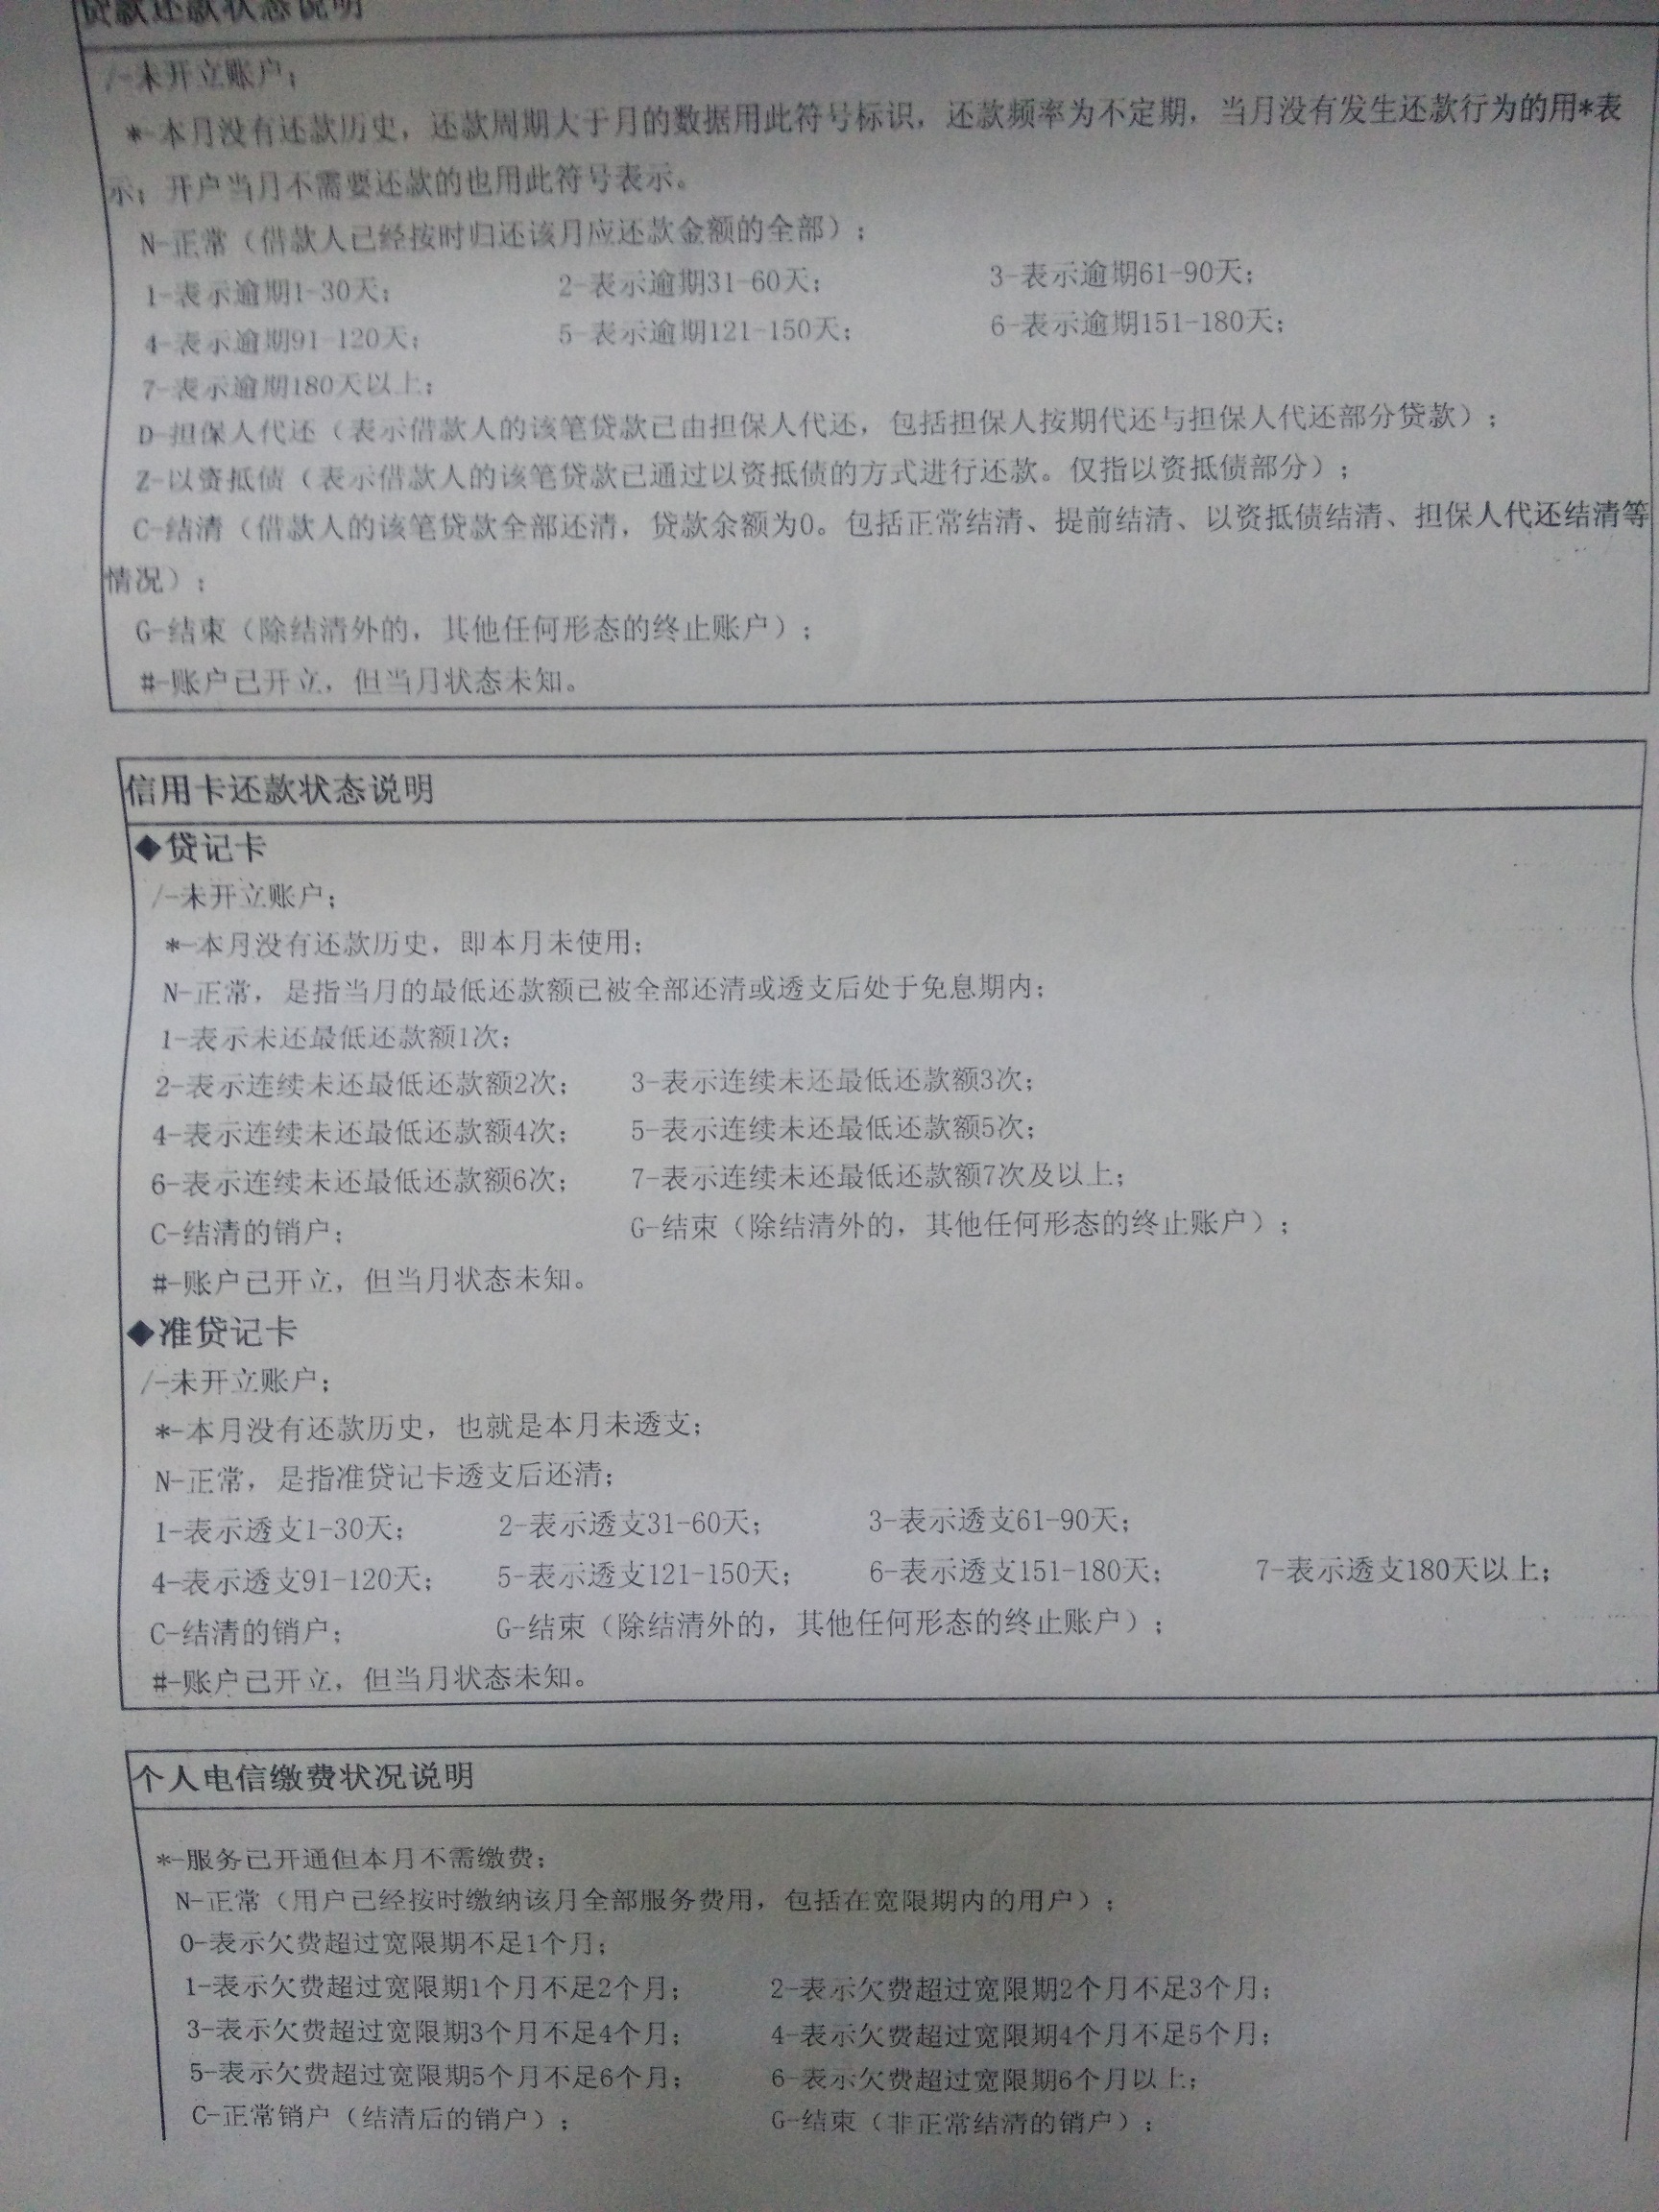 贷款还款状态说明
/-未开立账户；
*-本月没有还款历史，还款周期大于月的数据用此符号标识，还款频率为不定期，当月没有发生还款行为的用*表
示；开户当月不需要还款的也用此符号表示。
N-正常（借款人已经按时归还该月应还款金额的全部）；
1-表示逾期1-30天； 2-表示逾期31-60天； 3-表示逾期61-90天；
4-表示逾期91-120天； 5-表示逾期121-150天； 6-表示逾期151-180天；
7-表示逾期180天以上；
D-担保人代还（表示借款人的该笔贷款已由担保人代还，包括担保人按期代还与担保人代还部分贷款）；
Z-以资抵债（表示借款人的该笔贷款已通过以资抵债的方式进行还款。仅指以资抵债部分）；
C-结清（借款人的该笔贷款全部还清，贷款余额为0。包括正常结清、提前结清、以资抵债结清、担保人代还结清等
情况）；
G-结束（除结清外的，其他任何形态的终止账户）；
#-账户已开立，但当月状态未知。
信用卡还款状态说明
◆贷记卡
/-未开立账户；
*-本月没有还款历史，即本月未使用；
N-正常，是指当月的最低还款额已被全部还清或透支后处于免息期内；
1-表示未还最低还款额1次；
2-表示连续未还最低还款额2次； 3-表示连续未还最低还款额3次；
4-表示连续未还最低还款额4次； 5-表示连续未还最低还款额5次；
6-表示连续未还最低还款额6次； 7-表示连续未还最低还款额7次及以上；
C-结清的销户； G-结束（除结清外的，其他任何形态的终止账户）；
#-账户已开立，但当月状态未知。
◆准贷记卡
/-未开立账户；
*-本月没有还款历史，也就是本月未透支；
N-正常，是指准贷记卡透支后还清；
1-表示透支1-30天； 2-表示透支31-60天； 3-表示透支61-90天；
4-表示透支91-120天； 5-表示透支121-150天； 6-表示透支151-180天； 7-表示透支180天以上；
C-结清的销户； G-结束（除结清外的，其他任何形态的终止账户）；
#-账户已开立，但当月状态未知。
个人电信缴费状况说明
*-服务已开通但本月不需缴费；
N-正常（用户已经按时缴纳该月全部服务费用，包括在宽限期内的用户）；
0-表示欠费超过宽限期不足1个月；
1-表示欠费超过宽限期1个月不足2个月； 2-表示欠费超过宽限期2个月不足3个月；
3-表示欠费超过宽限期3个月不足4个月； 4-表示欠费超过宽限期4个月不足5个月；
5-表示欠费超过宽限期5个月不足6个月； 6-表示欠费超过宽限期6个月以上；
C-正常销户（结清后的销户）； G-结束（非正常结清的销户）；